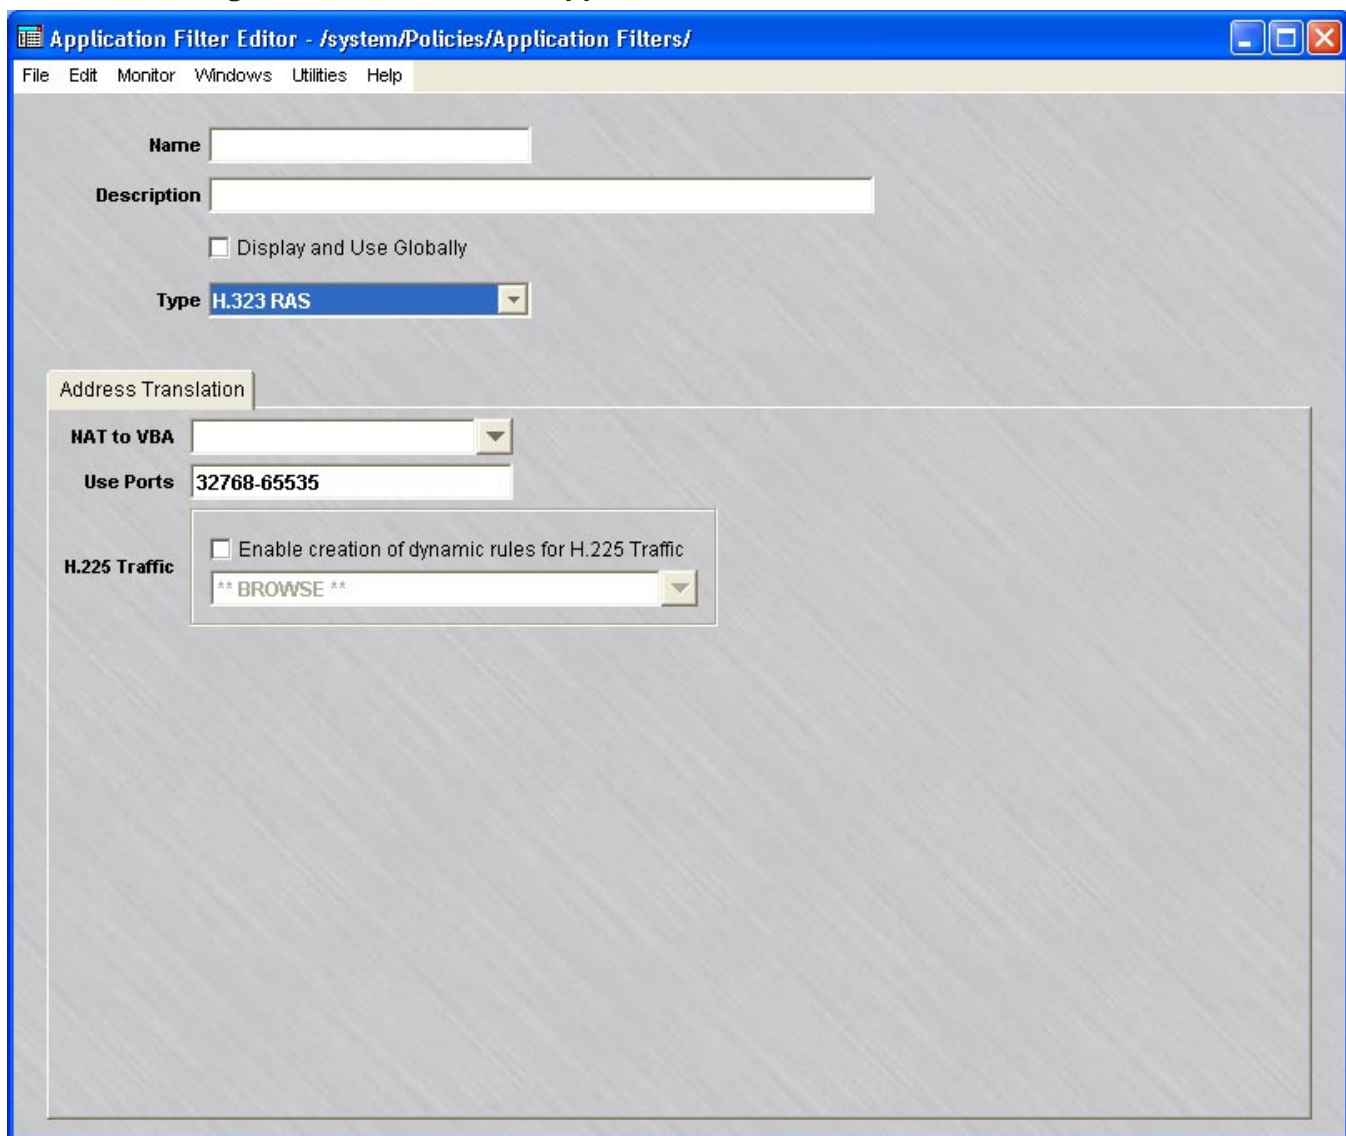 Application Filter Editor - /system/Policies/Application Filters/
File Edit Monitor Windows Utilities Help
Name
Description
Display and Use Globally
Type H.323 RAS
Address Translation
NAT to VBA
Use Ports 32768-65535
Enable creation of dynamic rules for H.225 Traffic
H.225 Traffic
** BROWSE **